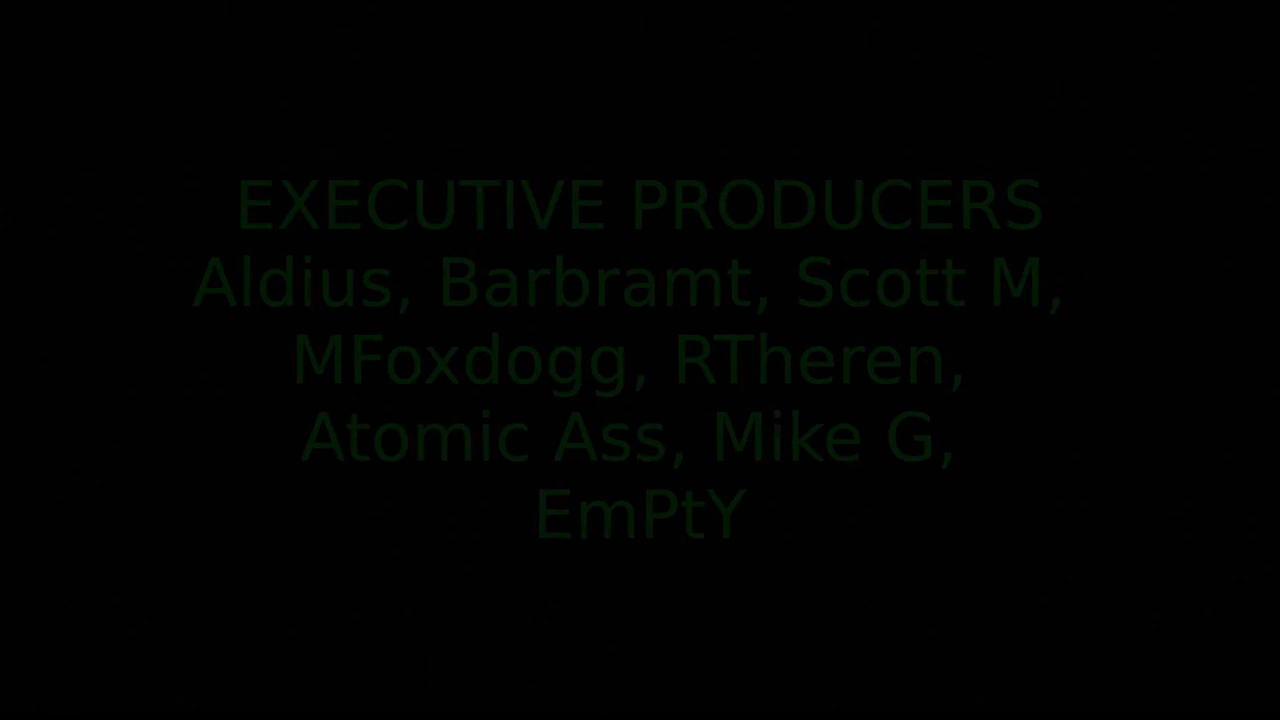 EXECUTIVE PRODUCERS
Aldius, Barbramt, Scott M,
MFoxdogg, RTheren,
Atomic Ass, Mike G,
EmPtY